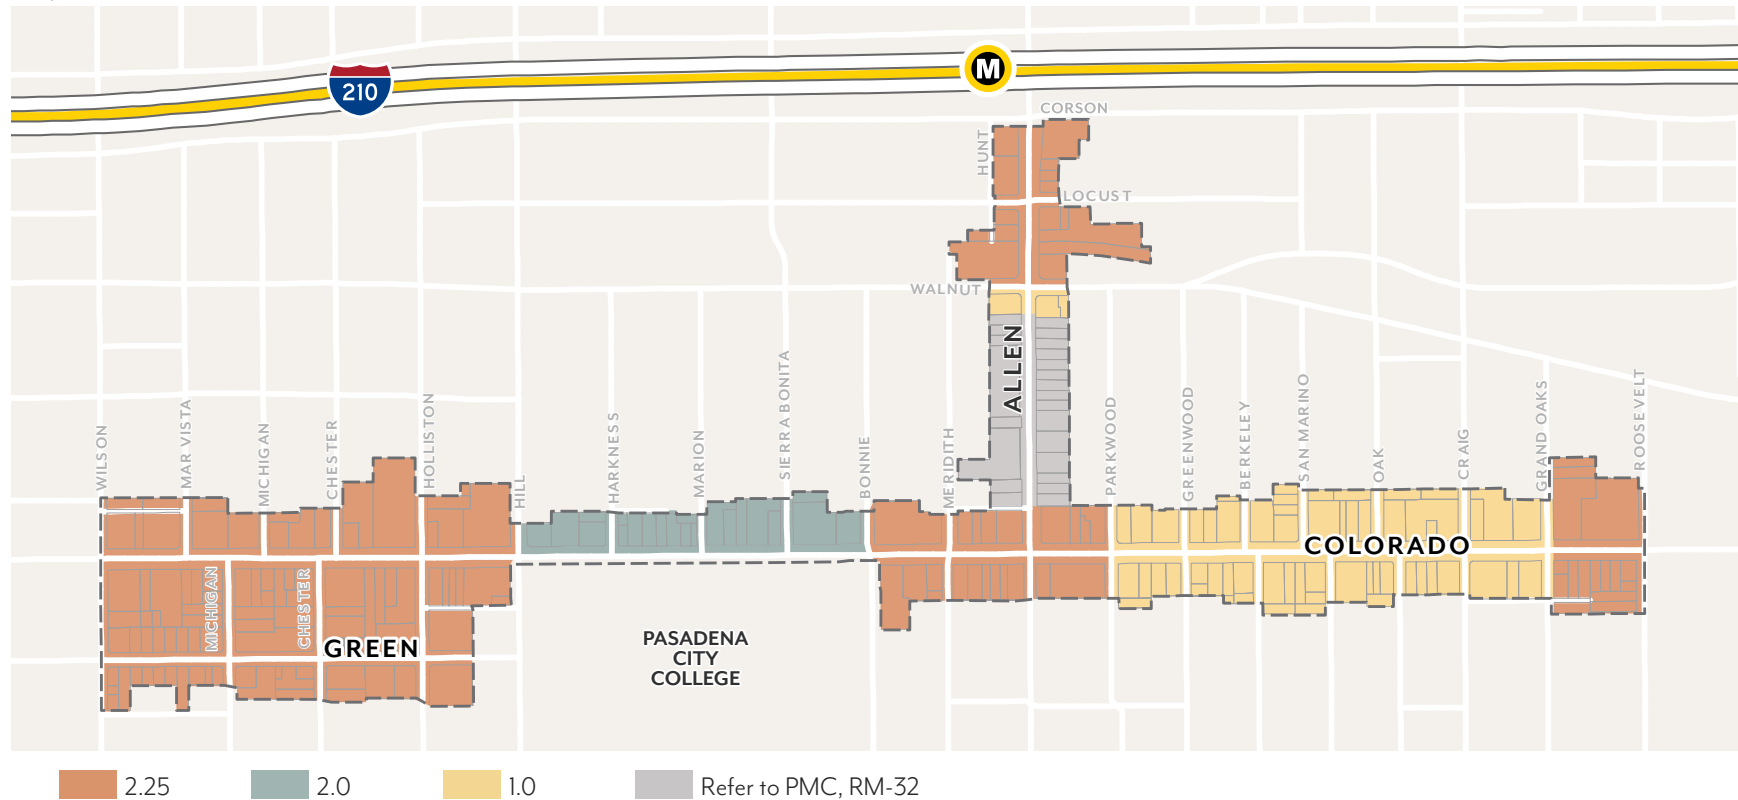 M
210
CORSON
HUNT
LOCUST
WALNUT
ALLEN
WILSON
MAR VISTA
MICHIGAN
CHESTER
HOLLISTON
HILL
HARKNESS
MARION
SIERRA BONITA
BONNIE
MERIDITH
PARKWOOD
GREENWOOD
BERKELEY
SAN MARINO
OAK
CRAIG
GRAND OAKS
ROOSEVELT
COLORADO
MICHIGAN
CHESTER
GREEN
PASADENA
CITY
COLLEGE
2.25
2.0
1.0
Refer to PMC, RM-32